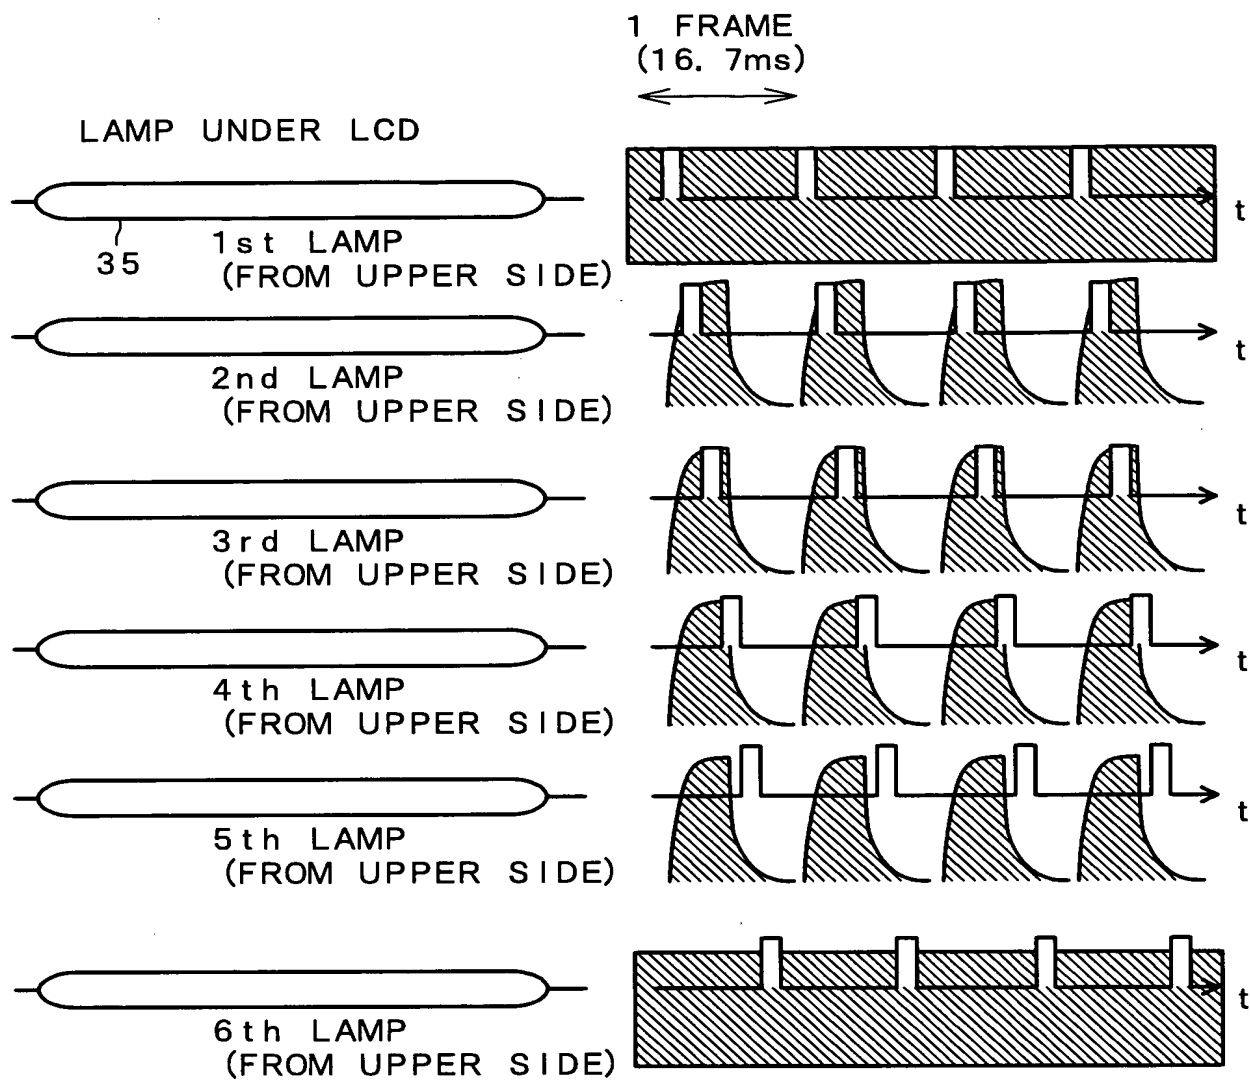 1 FRAME
(16. 7ms)
LAMP UNDER LCD
t
35
1st LAMP
(FROM UPPER SIDE)
t
2nd LAMP
(FROM UPPER SIDE)
t
3rd LAMP
(FROM UPPER SIDE)
t
4th LAMP
(FROM UPPER SIDE)
t
5th LAMP
(FROM UPPER SIDE)
t
6th LAMP
(FROM UPPER SIDE)